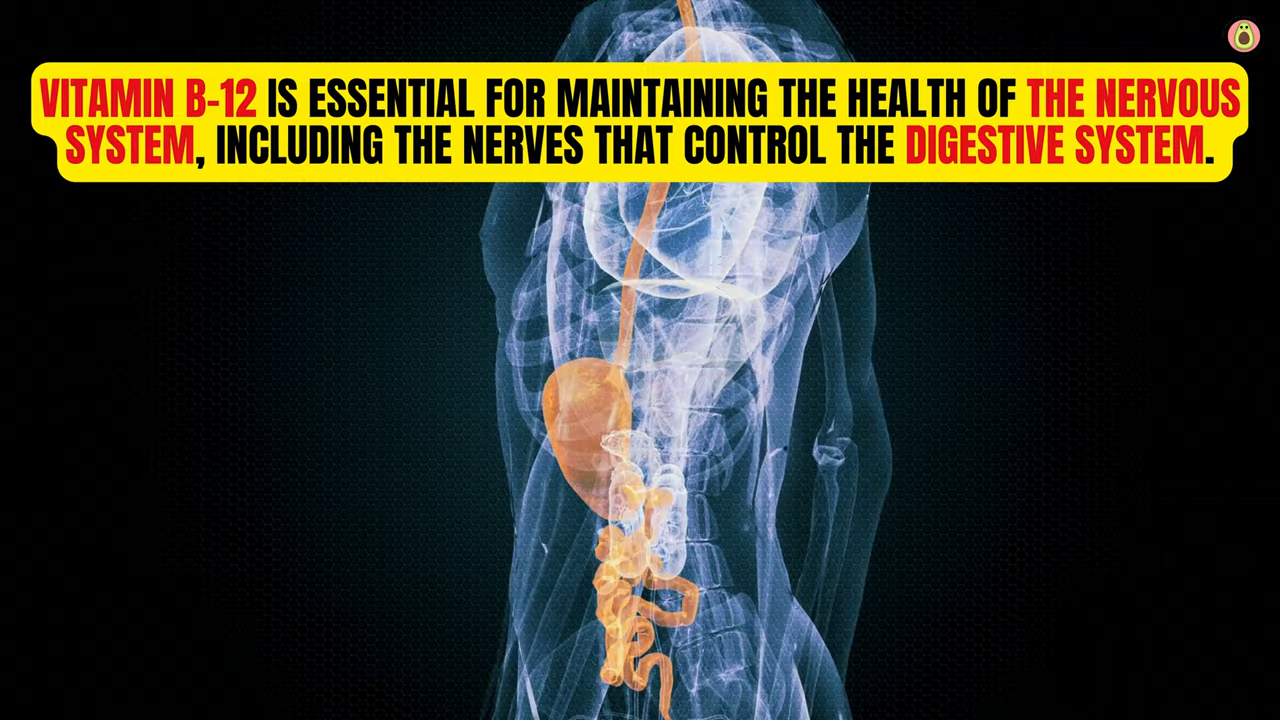 VITAMIN B-12 IS ESSENTIAL FOR MAINTAINING THE HEALTH OF THE NERVOUS
SYSTEM, INCLUDING THE NERVES THAT CONTROL THE DIGESTIVE SYSTEM.